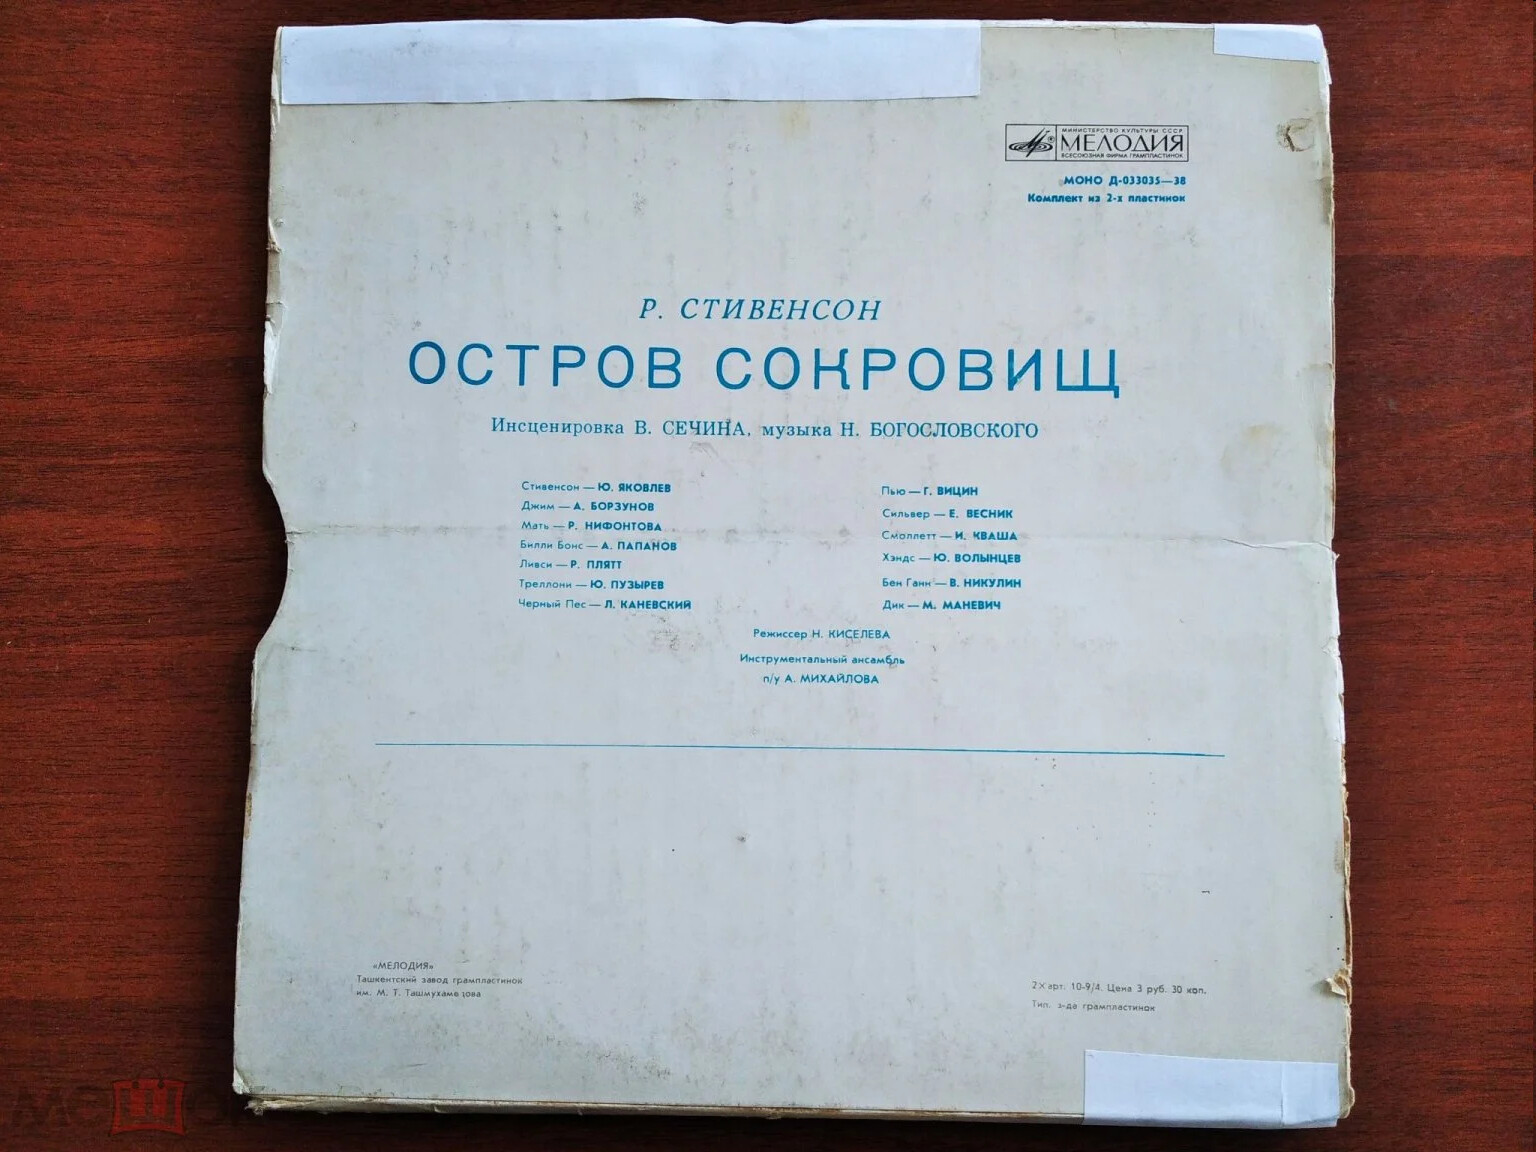 МИНИСТЕРСТВО КУЛЬТУРЫ СССР
МЕЛОДИЯ
ВСЕСОЮЗНАЯ ФИРМА ГРАМПЛАСТИНОК
МОНО Д-033035—38
Комплект из 2-х пластинок
Р. СТИВЕНСОН
ОСТРОВ СОКРОВИЩ
Инсценировка В. СЕЧИНА, музыка Н. БОГОСЛОВСКОГО
Стивенсон — Ю. ЯКОВЛЕВ
Джим — А. БОРЗУНОВ
Мать — Р. НИФОНТОВА
Билли Бонс — А. ПАПАНОВ
Ливси — Р. ПЛЯТТ
Треллони — Ю. ПУЗЫРЕВ
Черный Пес — Л. КАНЕВСКИЙ
Пью — Г. ВИЦИН
Сильвер — Е. ВЕСНИК
Смоллетт — И. КВАША
Хэндс — Ю. ВОЛЫНЦЕВ
Бен Ганн — В. НИКУЛИН
Дик — М. МАНЕВИЧ
Режиссер Н. КИСЕЛЕВА
Инструментальный ансамбль
п/у А. МИХАЙЛОВА
«МЕЛОДИЯ»
Ташкентский завод грампластинок
им. М. Т. Ташмухамедова
2×арт. 10-9/4. Цена 3 руб. 30 коп.
Тип. з-да грампластинок